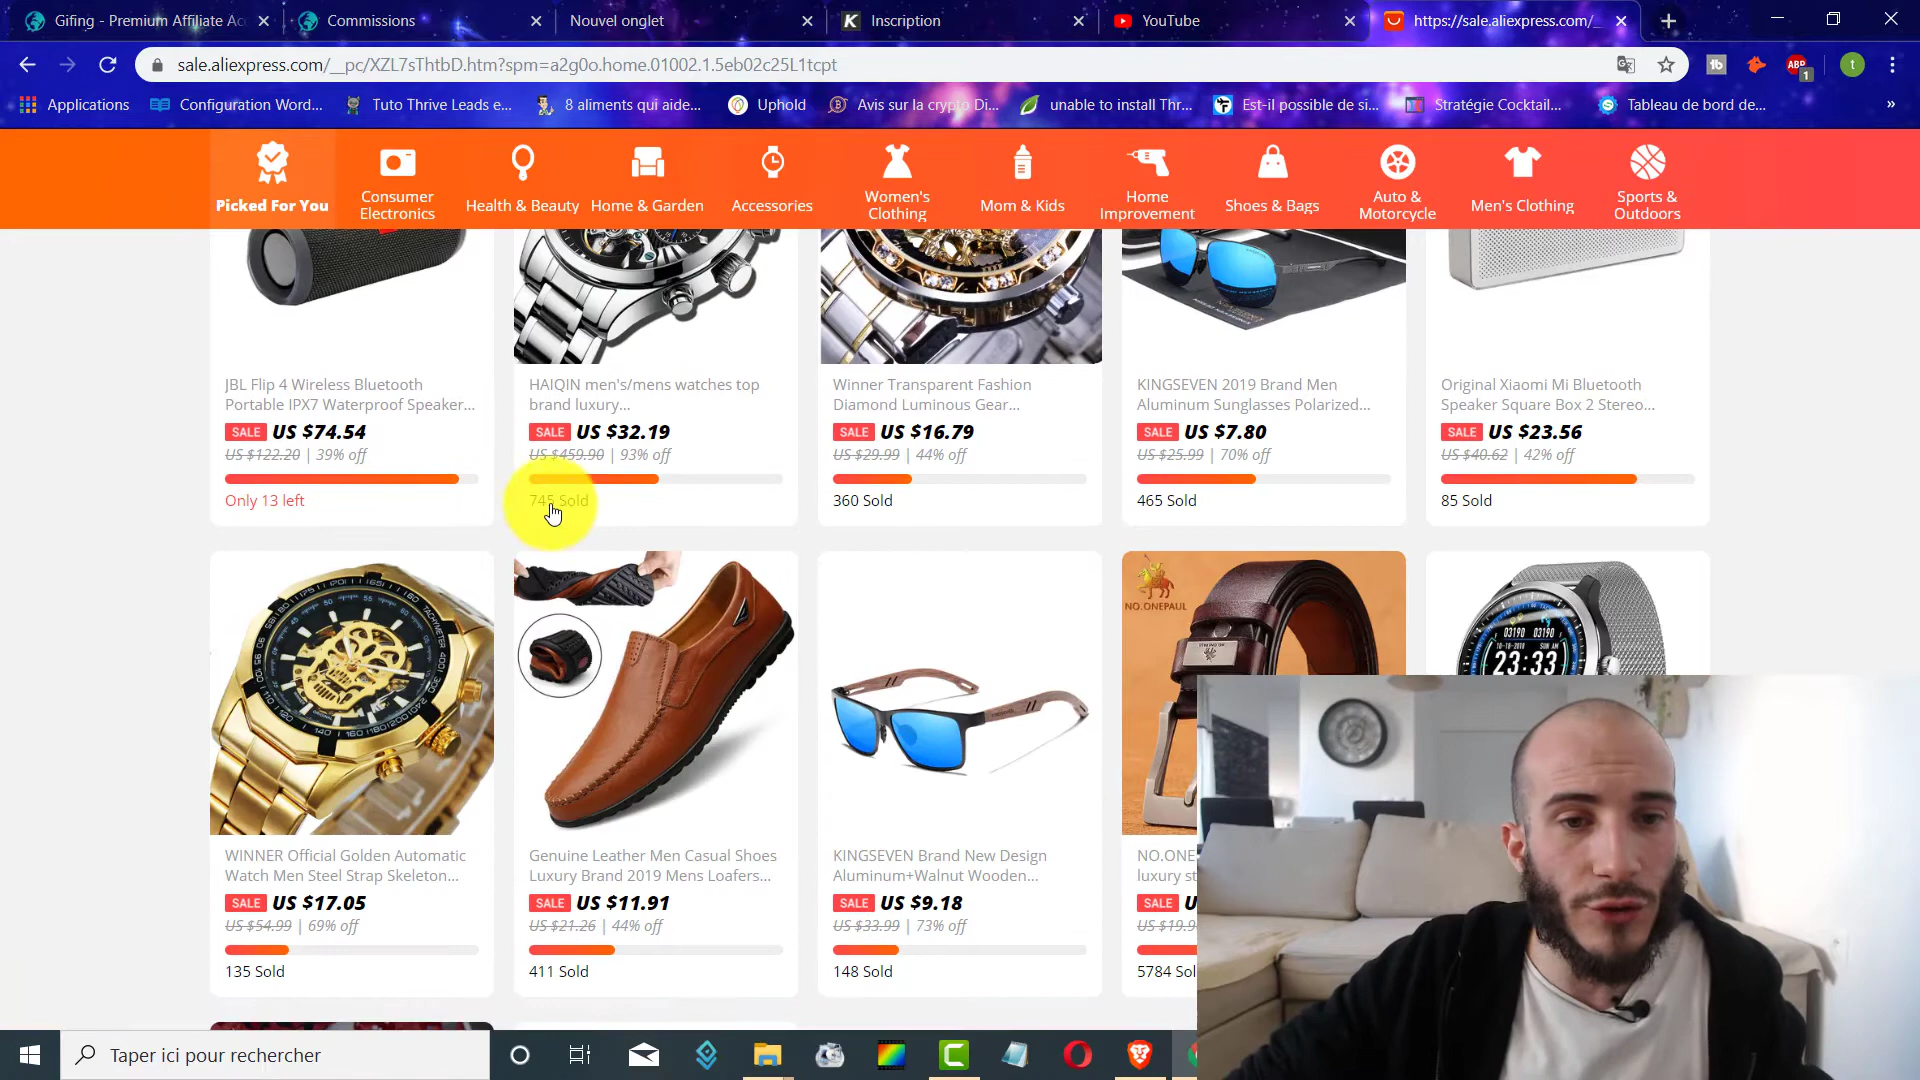 Gifing - Premium Affiliate Ac
Commissions
Nouvel onglet
Inscription
YouTube
https://sale.aliexpress.com/_
sale.aliexpress.com/__pc/XZL7sThtbD.htm?spm=a2g0o.home.01002.1.5eb02c25L1tcpt
Applications
Configuration Word...
Tuto Thrive Leads e...
8 aliments qui aide...
Uphold
Avis sur la crypto Di...
unable to install Thr...
Est-il possible de si...
Stratégie Cocktail...
Tableau de bord de...
»
Picked For You
Consumer
Electronics
Health & Beauty
Home & Garden
Accessories
Women's
Clothing
Mom & Kids
Home
Improvement
Shoes & Bags
Auto &
Motorcycle
Men's Clothing
Sports &
Outdoors
JBL Flip 4 Wireless Bluetooth
Portable IPX7 Waterproof Speaker...
SALE US $74.54
US $122.20 | 39% off
Only 13 left
HAIQIN men's/mens watches top
brand luxury...
SALE US $32.19
US $459.90 | 93% off
745 Sold
Winner Transparent Fashion
Diamond Luminous Gear...
SALE US $16.79
US $29.99 | 44% off
360 Sold
KINGSEVEN 2019 Brand Men
Aluminum Sunglasses Polarized...
SALE US $7.80
US $25.99 | 70% off
465 Sold
Original Xiaomi Mi Bluetooth
Speaker Square Box 2 Stereo...
SALE US $23.56
US $40.62 | 42% off
85 Sold
WINNER Official Golden Automatic
Watch Men Steel Strap Skeleton...
SALE US $17.05
US $54.99 | 69% off
135 Sold
Genuine Leather Men Casual Shoes
Luxury Brand 2019 Mens Loafers...
SALE US $11.91
US $21.26 | 44% off
411 Sold
KINGSEVEN Brand New Design
Aluminum+Walnut Wooden...
SALE US $9.18
US $33.99 | 73% off
148 Sold
NO.ONEPAUL
NO.ONE
luxury st
SALE U
US $19.9
5784 Sol
23:33
Taper ici pour rechercher